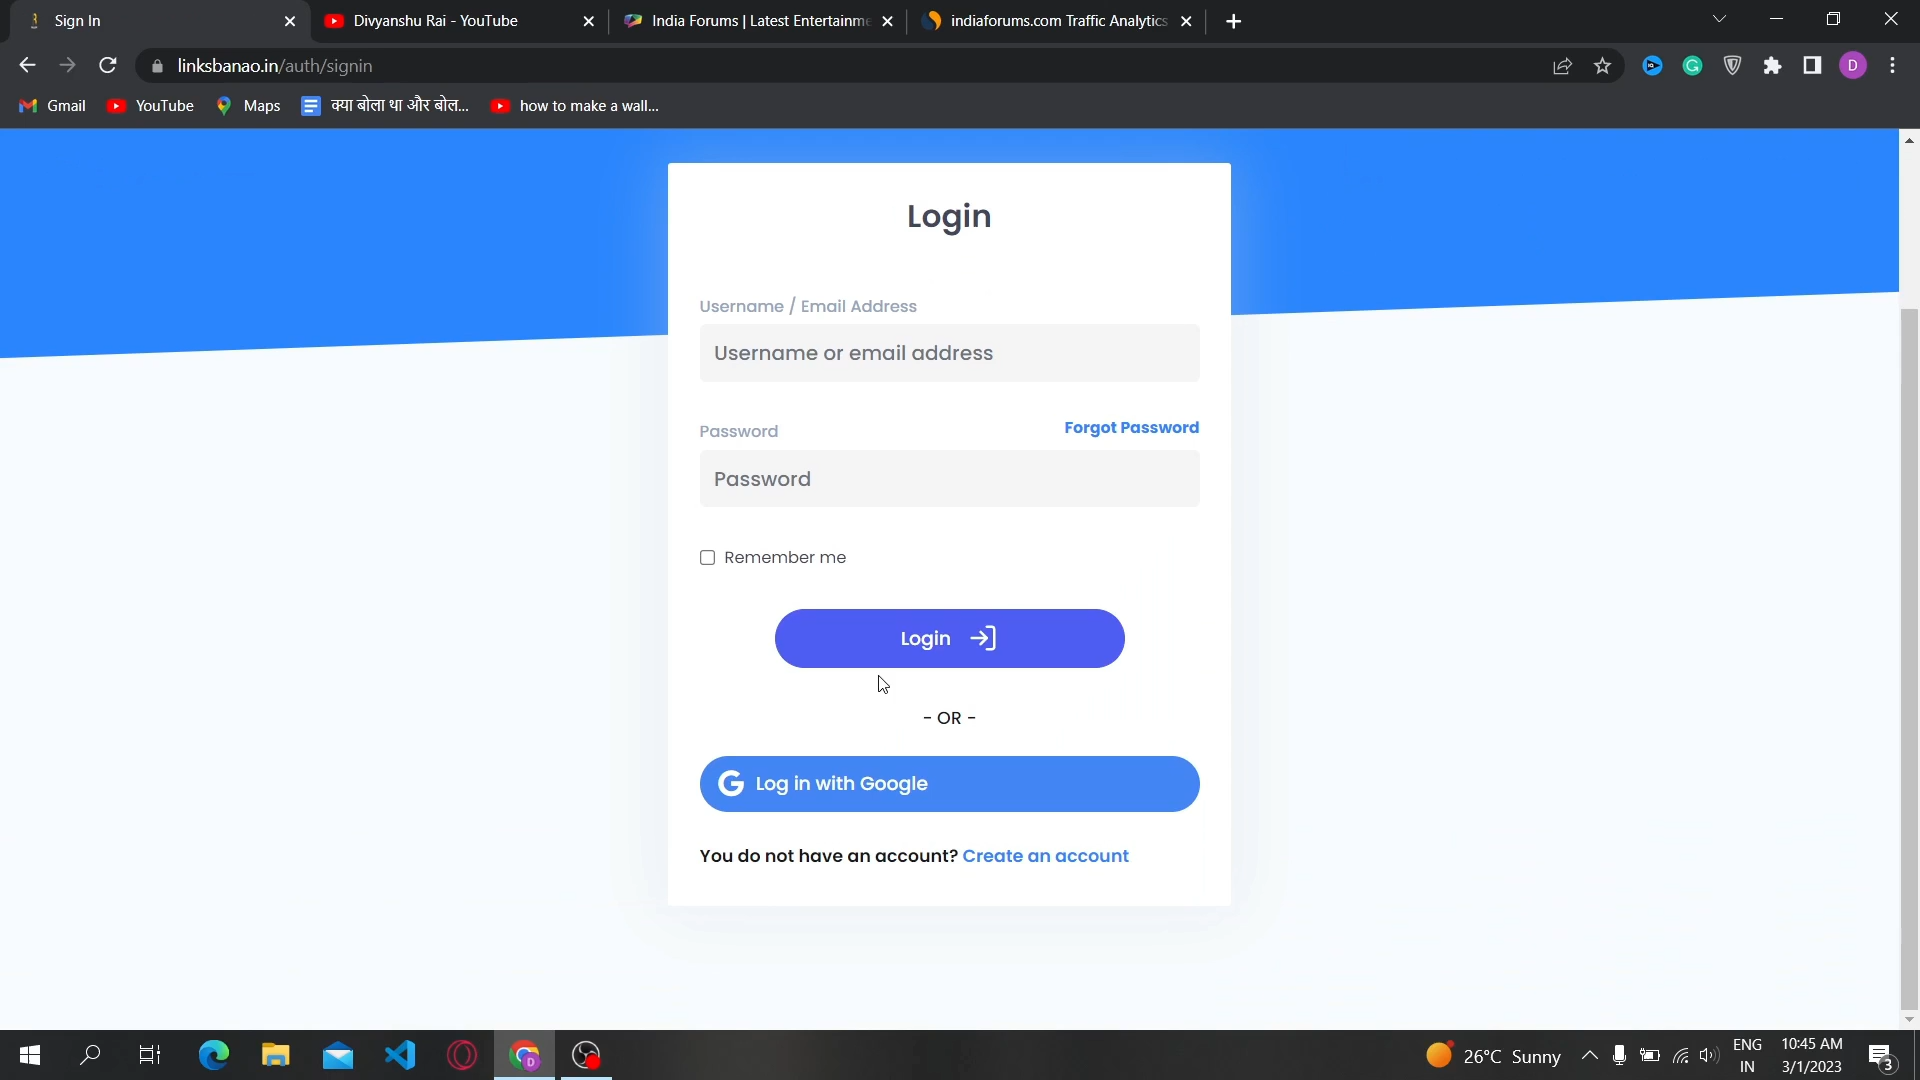 Sign In
Divyanshu Rai - YouTube
India Forums | Latest Entertainme
indiaforums.com Traffic Analytics
linksbanao.in/auth/signin
D
Gmail
YouTube
Maps
क्या बोला था और बोल...
how to make a wall...
Login
Username / Email Address
Username or email address
Password
Forgot Password
Password
Remember me
Login
- OR -
G Log in with Google
You do not have an account? Create an account
26°C Sunny
ENG
IN
10:45 AM
3/1/2023
3